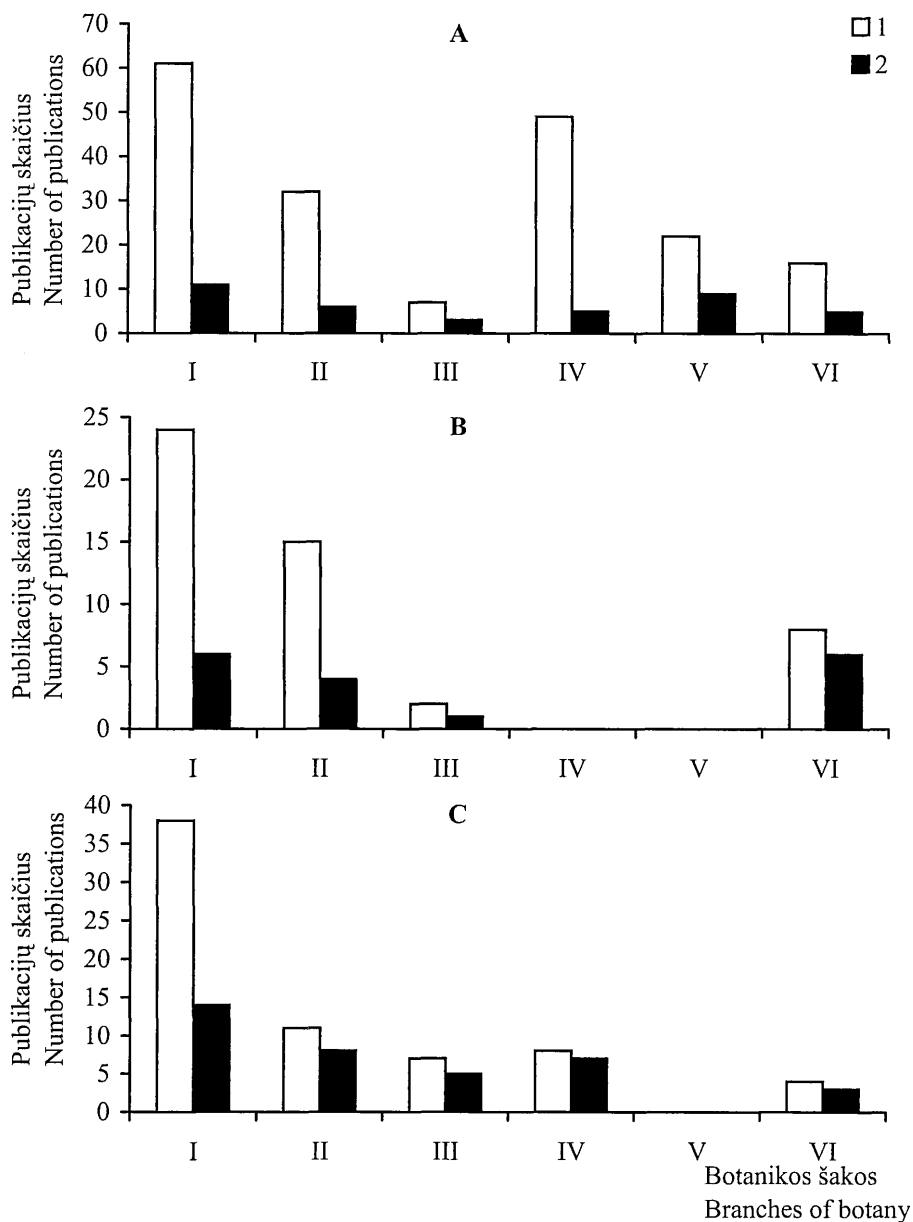 A
1
2
Publikacijų skaičius
Number of publications
70
60
50
40
30
20
10
0
I II III IV V VI
B
Publikacijų skaičius
Number of publications
25
20
15
10
5
0
I II III IV V VI
C
Publikacijų skaičius
Number of publications
40
35
30
25
20
15
10
5
0
I II III IV V VI
Botanikos šakos
Branches of botany